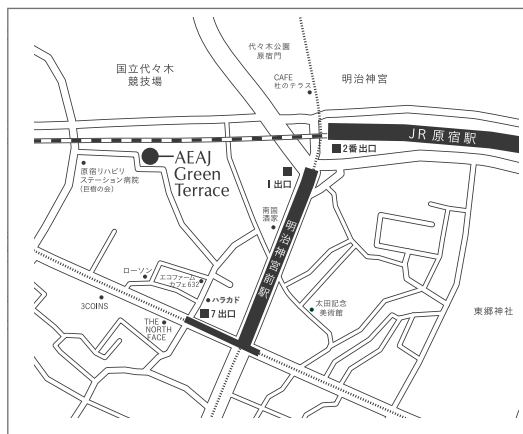 国立代々木
競技場
代々木公園
原宿門
明治神宮
CAFE
杜のテラス
JR 原宿駅
2番出口
AEAJ
Green
Terrace
原宿リハビリ
テーション病院
(巨樹の会)
1出口
南国
酒家
明治神宮前駅
ローソン
エコファーム
カフェ632
ハラカド
7出口
3COINS
THE
NORTH
FACE
太田記念
美術館
東郷神社